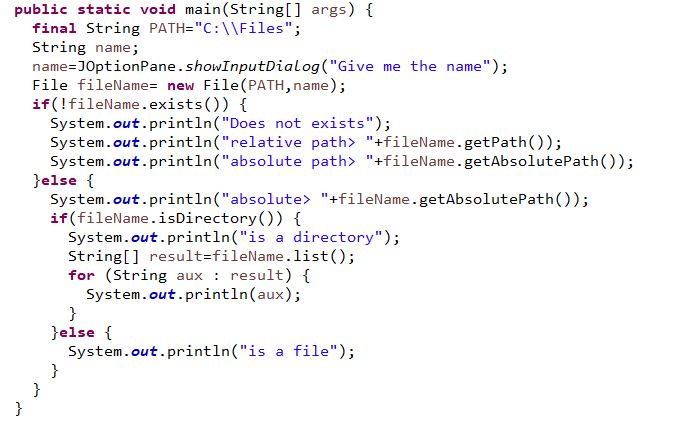 public static void main(String[] args) {
  final String PATH="C:\\Files";
  String name;
  name=JOptionPane.showInputDialog("Give me the name");
  File fileName= new File(PATH,name);
  if(!fileName.exists()) {
    System.out.println("Does not exists");
    System.out.println("relative path> "+fileName.getPath());
    System.out.println("absolute path> "+fileName.getAbsolutePath());
  }else {
    System.out.println("absolute> "+fileName.getAbsolutePath());
    if(fileName.isDirectory()) {
      System.out.println("is a directory");
      String[] result=fileName.list();
      for (String aux : result) {
        System.out.println(aux);
      }
    }else {
      System.out.println("is a file");
    }
  }
}